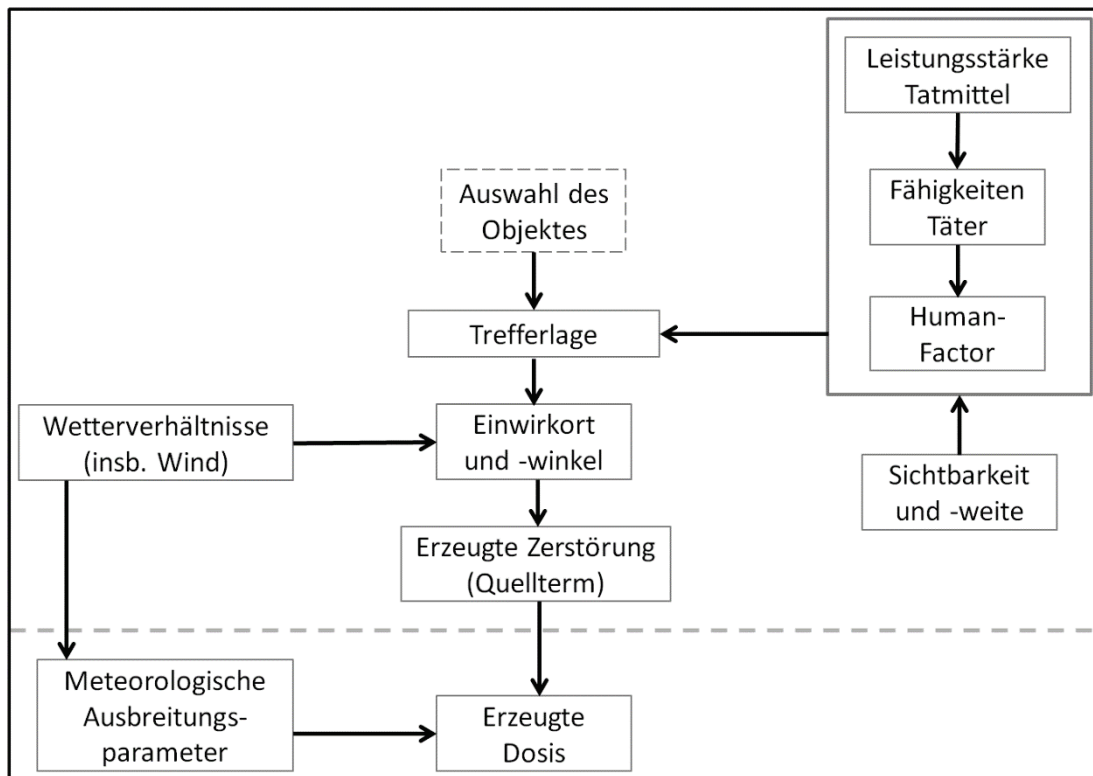 Leistungsstärke
Tatmittel
Fähigkeiten
Täter
Human-
Factor
Auswahl des
Objektes
Trefferlage
Wetterverhältnisse
(insb. Wind)
Einwirkort
und -winkel
Sichtbarkeit
und -weite
Erzeugte Zerstörung
(Quellterm)
Meteorologische
Ausbreitungs-
parameter
Erzeugte
Dosis